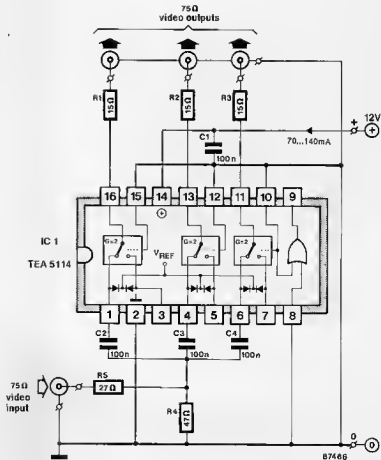 75Ω
video outputs
R1
15Ω
R2
15Ω
R3
15Ω
C1
100n
70...140mA
+
12V
16 15 14 13 12 11 10 9
+
IC 1
TEA 5114
G=2
G=2
G=2
VREF
1 2 3 4 5 6 7 8
C2
100n
C3
100n
C4
100n
75Ω
video
input
R5
27Ω
R4
47Ω
0
0
87466